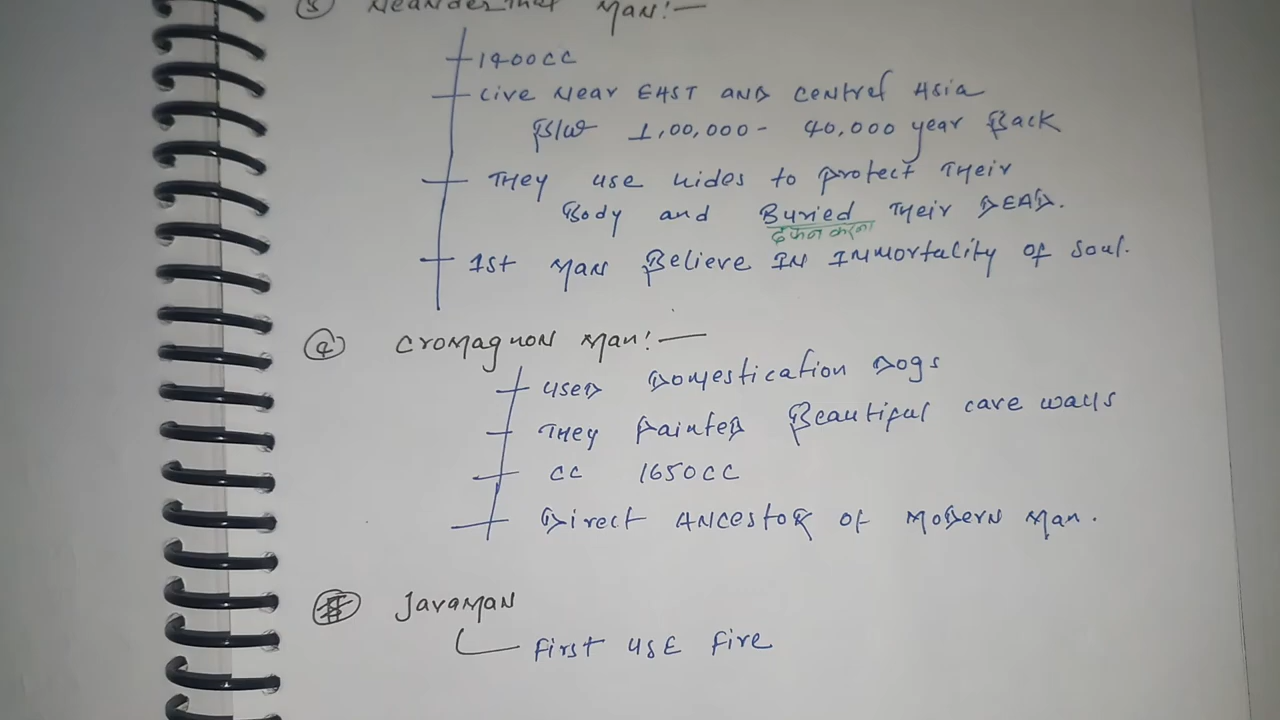 ③ Neanderthal Man:-
1400CC
Live Near EAST AND Central Asia
B/w 1,00,000 - 40,000 year Back
They use hides to protect Their
Body and Buried Their DEAD.
दफन करना
1st Man Believe IN Immortality of Soul.
④ Cromagnon Man:-
USED Domestication Dogs
They Painted Beautiful cave walls
CC 1650CC
Direct ANCESTOR of MODERN Man.
Javaman
First USE Fire